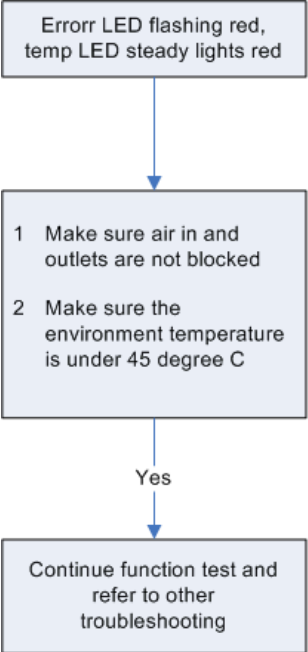 Errorr LED flashing red,
temp LED steady lights red
1 Make sure air in and
outlets are not blocked
2 Make sure the
environment temperature
is under 45 degree C
Yes
Continue function test and
refer to other
troubleshooting